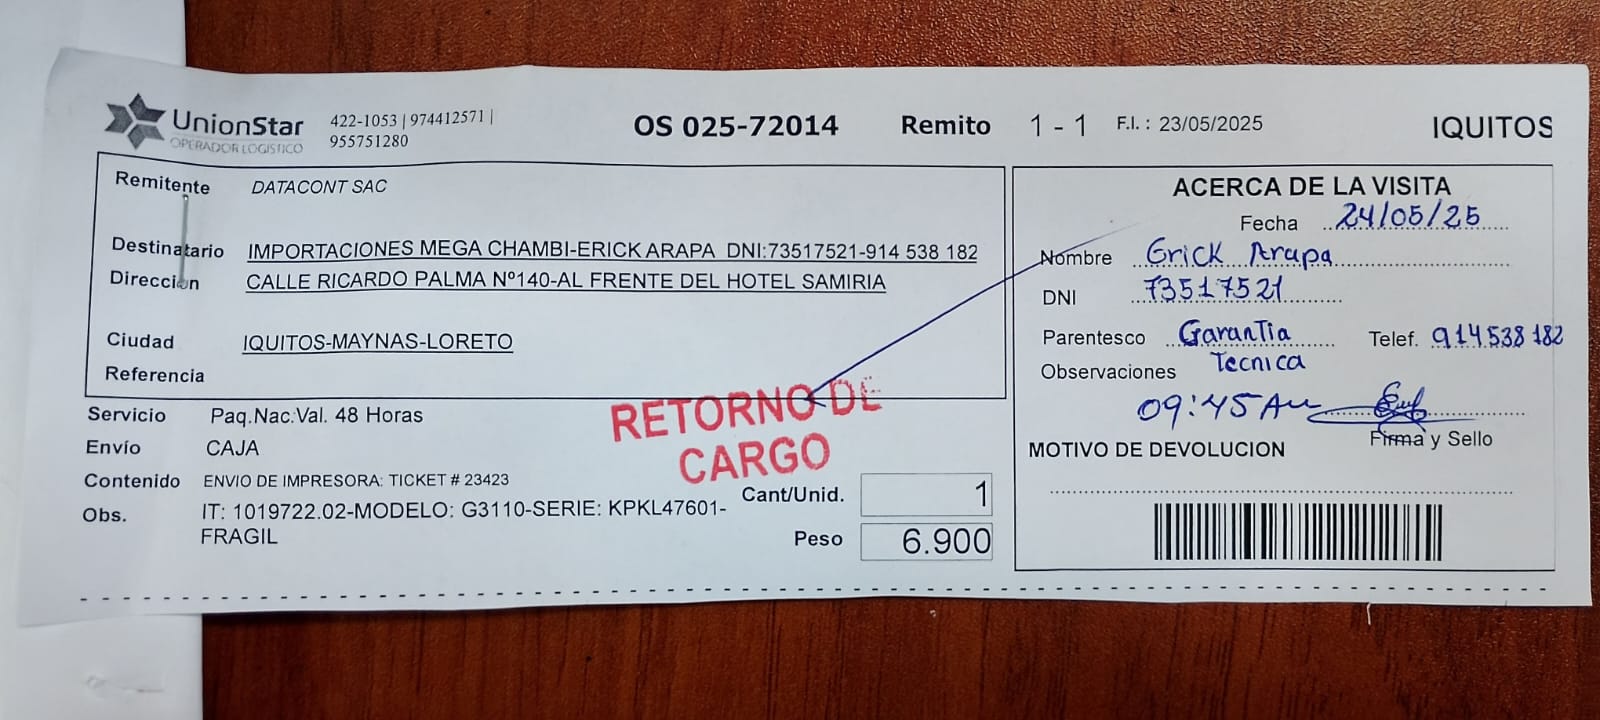 UnionStar
OPERADOR LOGISTICO
422-1053 | 974412571 |
955751280
OS 025-72014
Remito 1 - 1
F.I. : 23/05/2025
IQUITOS
Remitente DATACONT SAC
Destinatario IMPORTACIONES MEGA CHAMBI-ERICK ARAPA DNI:73517521-914 538 182
Dirección CALLE RICARDO PALMA Nº140-AL FRENTE DEL HOTEL SAMIRIA
Ciudad IQUITOS-MAYNAS-LORETO
Referencia
Servicio Paq.Nac.Val. 48 Horas
Envío CAJA
Contenido ENVIO DE IMPRESORA: TICKET # 23423
Obs. IT: 1019722.02-MODELO: G3110-SERIE: KPKL47601-
FRAGIL
RETORNO DE
CARGO
Cant/Unid. 1
Peso 6.900
ACERCA DE LA VISITA
Fecha 24/05/25
Nombre Erick Arapa
DNI 73517521
Parentesco Garantia Telef. 914538182
Observaciones Tecnica
09:45 Am
Firma y Sello
MOTIVO DE DEVOLUCION